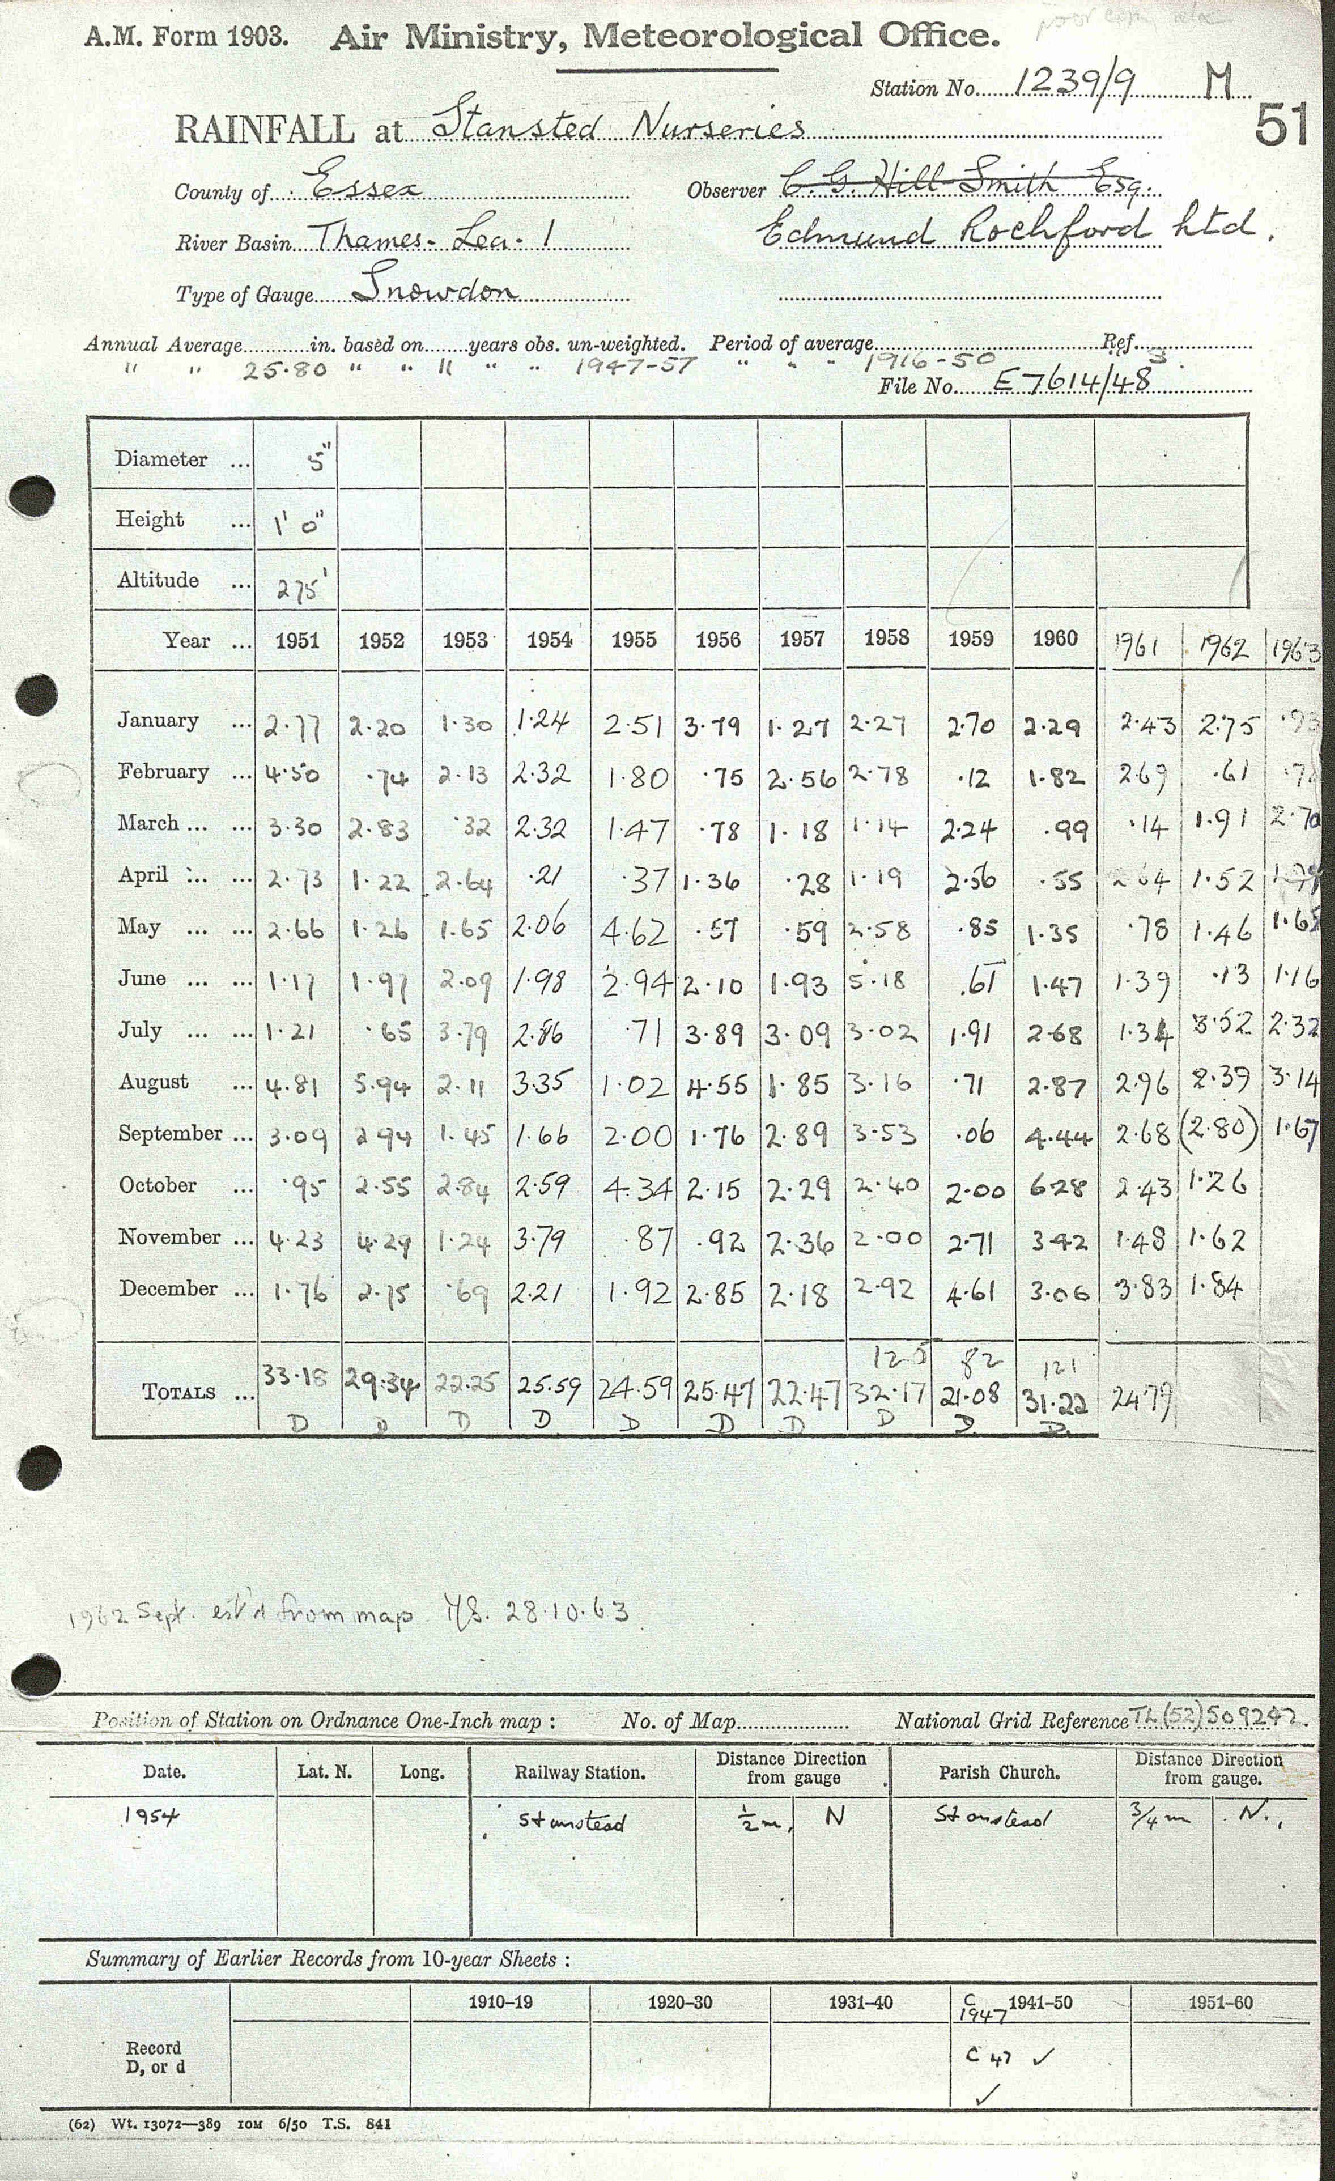 A.M. Form 1903. Air Ministry, Meteorological Office.
Station No. 1239/9 M
51
RAINFALL at Stansted Nurseries
County of Essex Observer C. G. Hill-Smith Esq.
River Basin Thames-Lea-1 Edmund Rochford Ltd.
Type of Gauge Snowdon
Annual Average in. based on years obs. un-weighted. Period of average Ref.
" " 25.80 " " 11 " " 1947-57 " " " 1916-50
File No. E7614/48
Diameter ... 5"
Height ... 1' 0"
Altitude ... 275'
Year ... 1951 1952 1953 1954 1955 1956 1957 1958 1959 1960 1961 1962 1963
January ... 2.77 2.20 1.30 1.24 2.51 3.79 1.27 2.27 2.70 2.29 2.43 2.75 .93
February ... 4.50 .74 2.13 2.32 1.80 .75 2.56 2.78 .12 1.82 2.69 .61
March ... ... 3.30 2.83 .32 2.32 1.47 .78 1.18 1.14 2.24 .99 .14 1.91 2.70
April ... ... 2.73 1.22 2.64 .21 .37 1.36 .28 1.19 2.56 .55 2.64 1.52
May ... ... 2.66 1.26 1.65 2.06 4.62 .57 .59 2.58 .85 1.35 .78 1.46 1.65
June ... ... 1.17 1.97 2.09 1.98 2.94 2.10 1.93 5.18 .61 1.47 1.39 .13 1.16
July ... ... 1.21 .65 3.79 2.86 .71 3.89 3.09 3.02 1.91 2.68 1.34 3.52 2.32
August ... 4.81 5.94 2.11 3.35 1.02 4.55 1.85 3.16 .71 2.87 2.96 2.39 3.14
September ... 3.09 2.94 1.45 1.66 2.00 1.76 2.89 3.53 .06 4.44 2.68 (2.80) 1.67
October ... .95 2.55 2.84 2.59 4.34 2.15 2.29 2.40 2.00 6.28 2.43 1.26
November ... 4.23 4.29 1.24 3.79 .87 .92 2.36 2.00 2.71 3.42 1.48 1.62
December ... 1.76 2.75 .69 2.21 1.92 2.85 2.18 2.92 4.61 3.06 3.83 1.84
125 82 121
TOTALS ... 33.18 29.34 22.25 25.59 24.59 25.47 22.47 32.17 21.08 31.22 24.79
D D D D D D D D D D
1962 Sept. est'd from map 28.10.63
Position of Station on Ordnance One-Inch map : No. of Map National Grid Reference TL(52)509242
Date. Lat. N. Long. Railway Station. Distance Direction from gauge Parish Church. Distance Direction from gauge.
1954 Stanstead ½ m. N Stanstead 3/4 m N.
Summary of Earlier Records from 10-year Sheets :
1910–19 1920–30 1931–40 C 1947 1941–50 1951–60
Record D, or d C 47 ✓
✓
(62) Wt. 13072—389 10M 6/50 T.S. 841